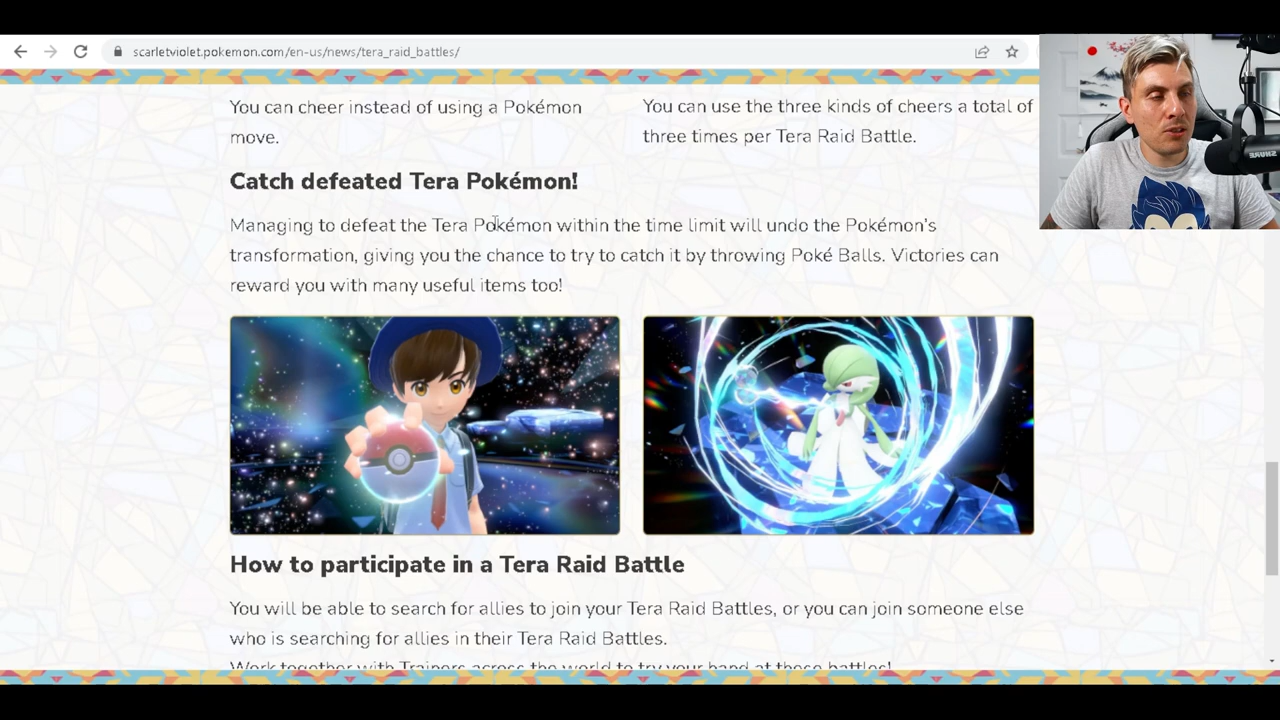 scarletviolet.pokemon.com/en-us/news/tera_raid_battles/
You can cheer instead of using a Pokémon
move.
You can use the three kinds of cheers a total of
three times per Tera Raid Battle.
Catch defeated Tera Pokémon!
Managing to defeat the Tera Pokémon within the time limit will undo the Pokémon's
transformation, giving you the chance to try to catch it by throwing Poké Balls. Victories can
reward you with many useful items too!
How to participate in a Tera Raid Battle
You will be able to search for allies to join your Tera Raid Battles, or you can join someone else
who is searching for allies in their Tera Raid Battles.
Work together with Trainers across the world to try your hand at these battles!
SHURE